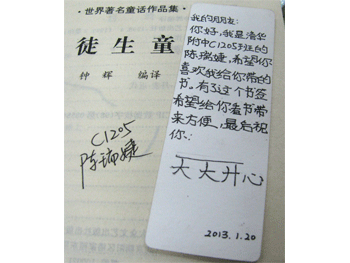 ·世界著名童话作品集·
徒生童
钟辉 编译
C1205
陈瑞婕
我的朋友:
你好,我是清华
附中C1205班的
陈瑞婕,希望你
喜欢我给你带的
书。有了这个书签
希望给你看书带
来方便,最后祝
你:
天天开心
2013.1.20